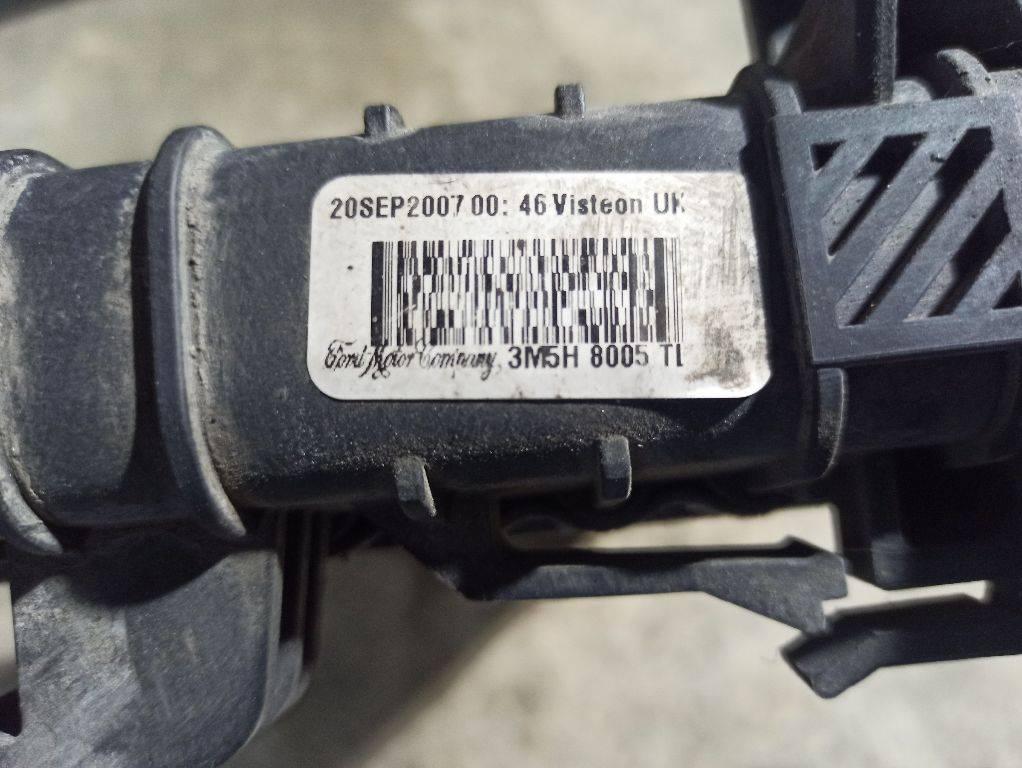 20SEP2007 00: 46 Visteon UK
Ford Motor Company, 3M5H 8005 TL